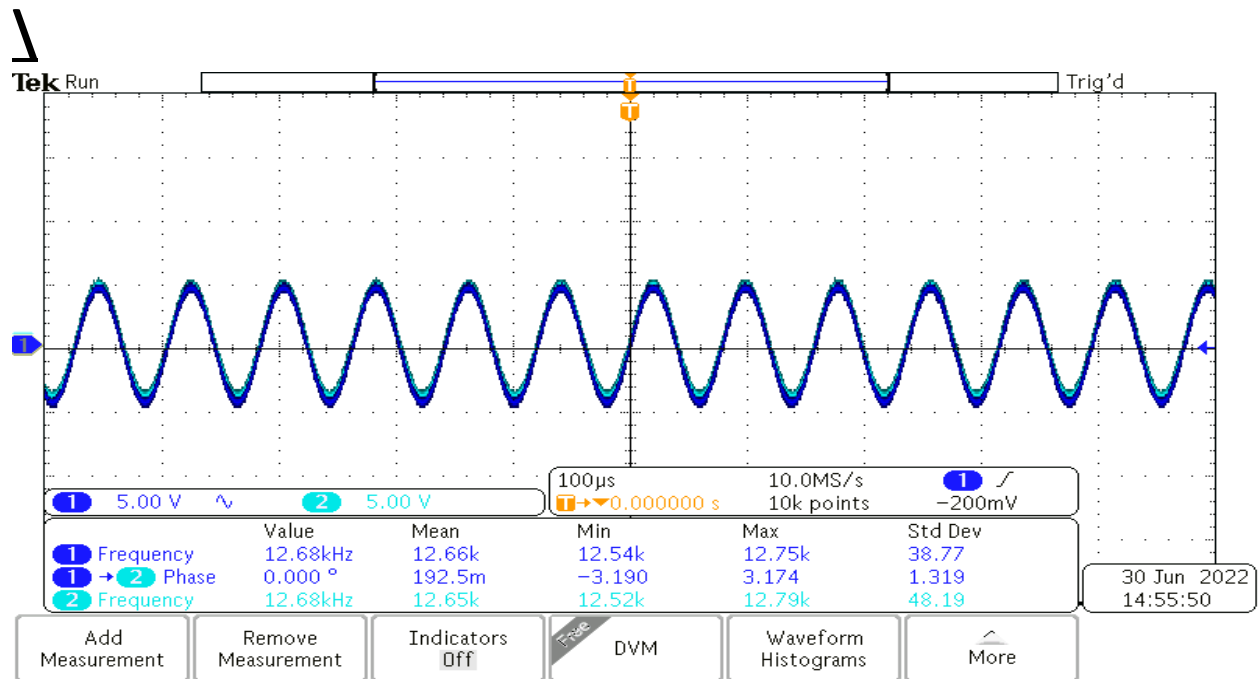 Tek Run Trig'd
T
T
1
1 5.00 V 2 5.00 V
100µs 10.0MS/s 1
T→▼0.000000 s 10k points −200mV
Value Mean Min Max Std Dev
1 Frequency 12.68kHz 12.66k 12.54k 12.75k 38.77
1 → 2 Phase 0.000 ° 192.5m −3.190 3.174 1.319
2 Frequency 12.68kHz 12.65k 12.52k 12.79k 48.19
30 Jun 2022
14:55:50
Add
Measurement
Remove
Measurement
Indicators
Off
Free
DVM
Waveform
Histograms
More